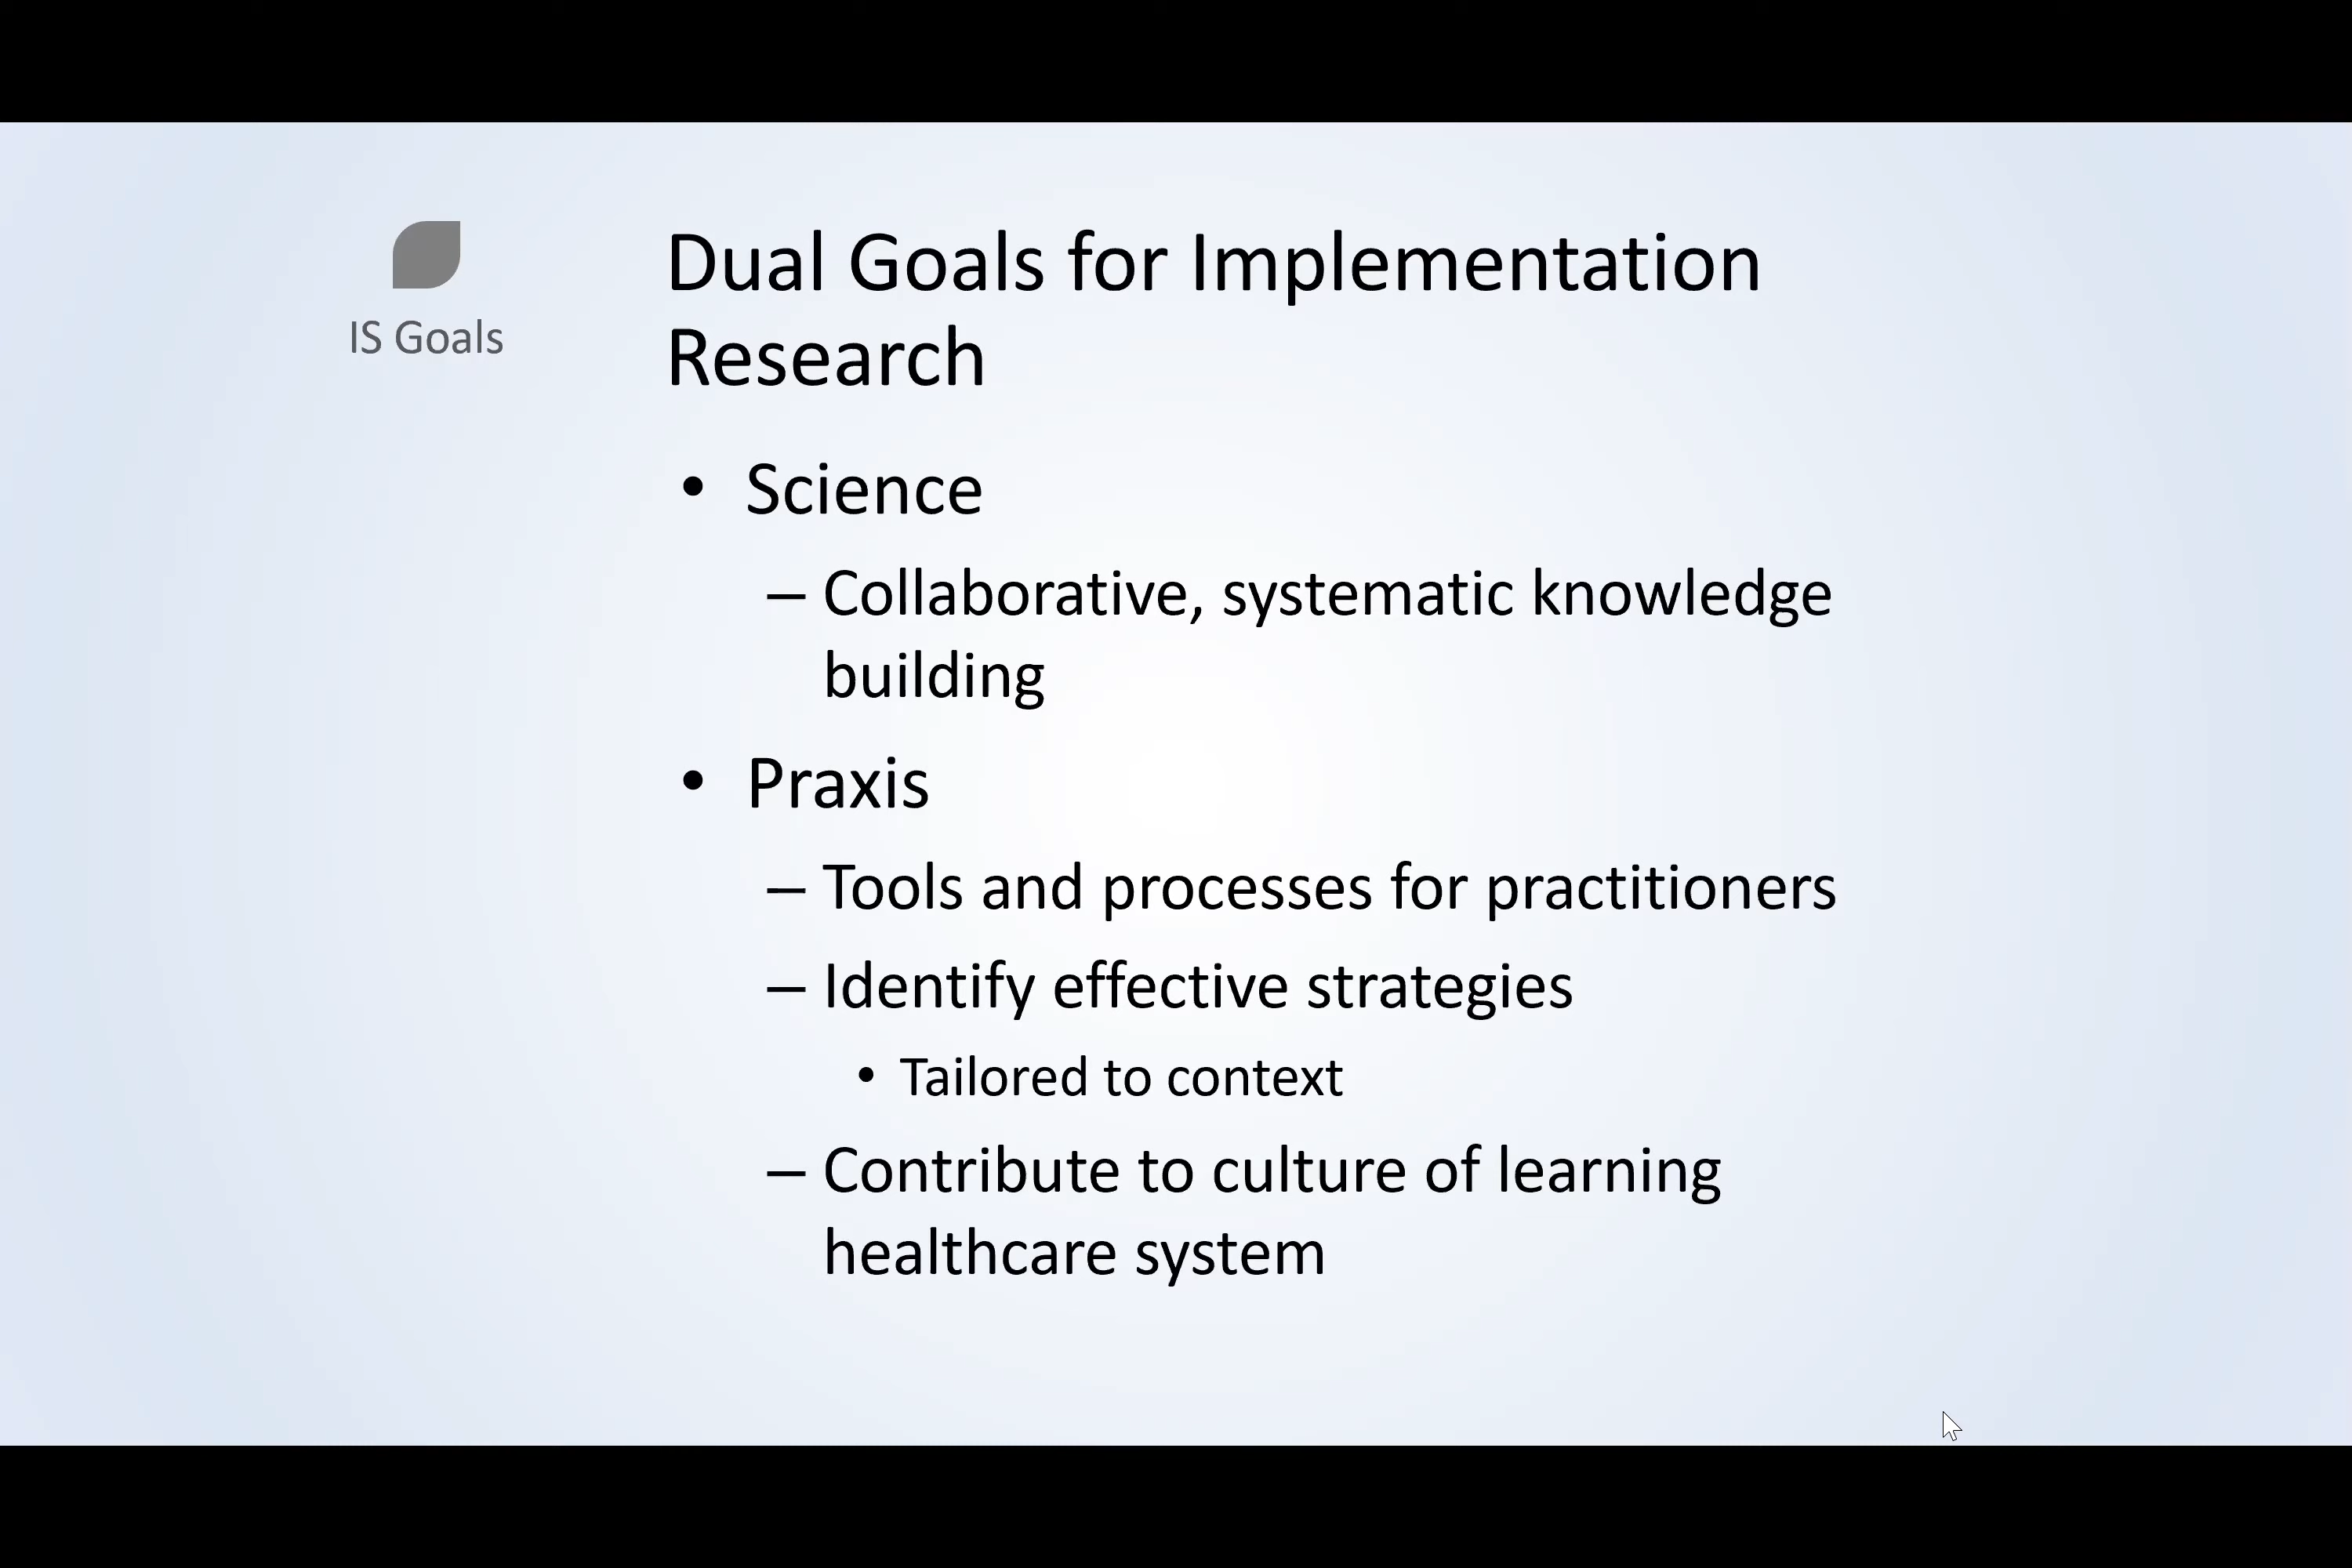 IS Goals
Dual Goals for Implementation
Research
• Science
– Collaborative, systematic knowledge
building
• Praxis
– Tools and processes for practitioners
– Identify effective strategies
• Tailored to context
– Contribute to culture of learning
healthcare system